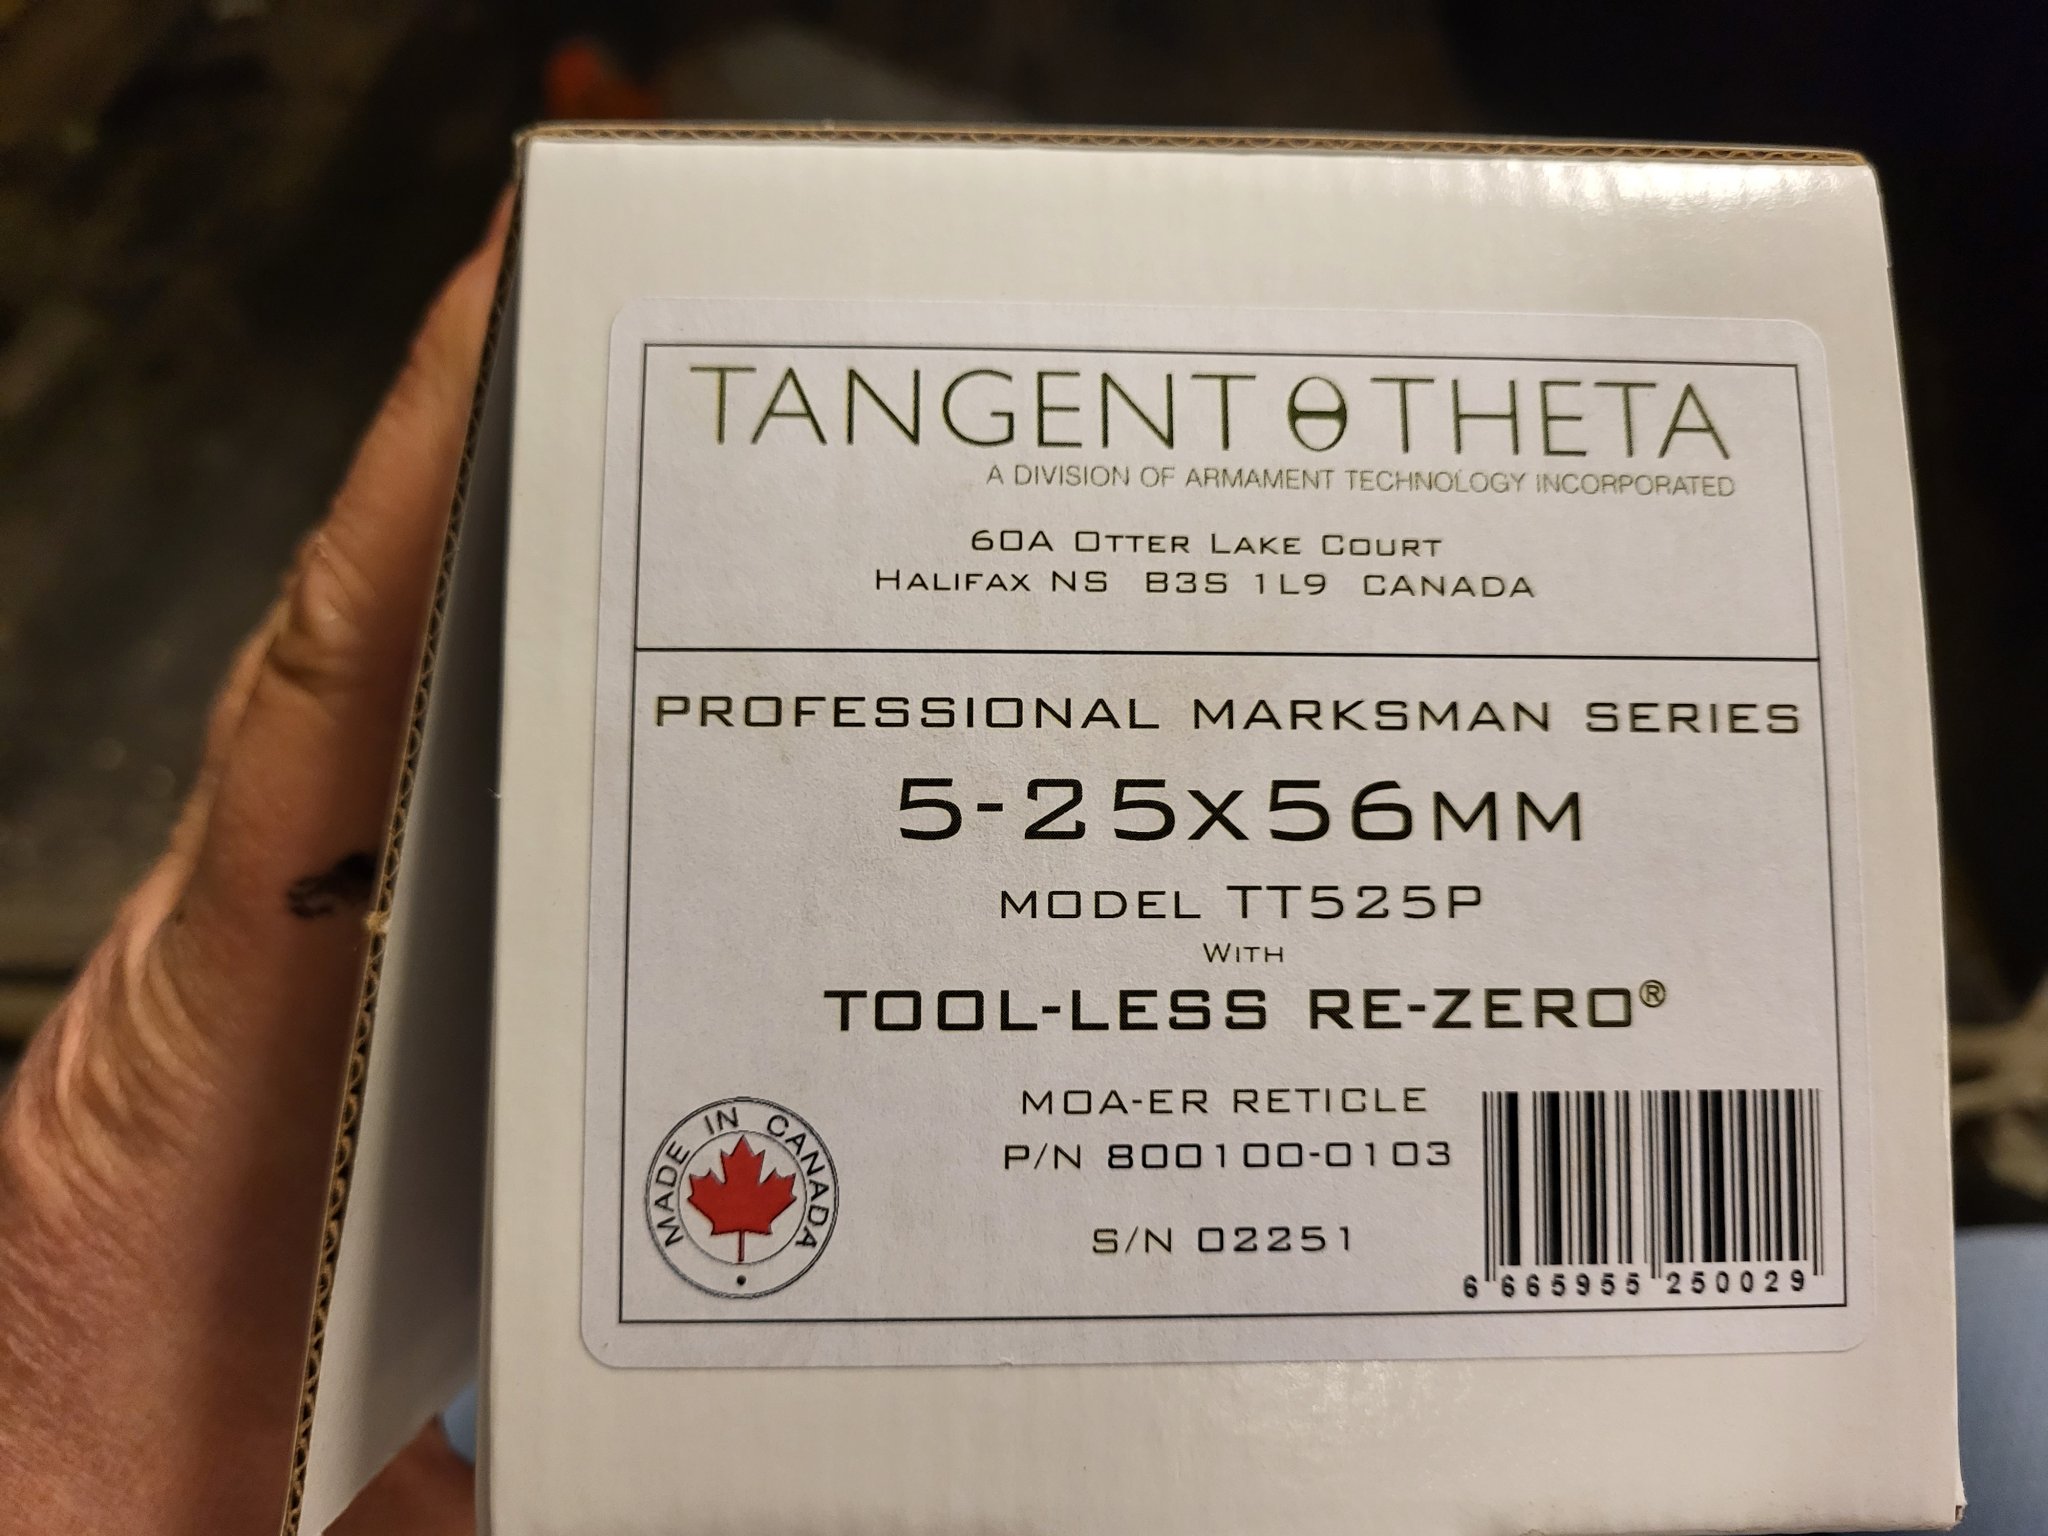 TANGENT θ THETA
A DIVISION OF ARMAMENT TECHNOLOGY INCORPORATED
60A OTTER LAKE COURT
HALIFAX NS B3S 1L9 CANADA
PROFESSIONAL MARKSMAN SERIES
5-25x56MM
MODEL TT525P
WITH
TOOL-LESS RE-ZERO®
MOA-ER RETICLE
P/N 800100-0103
S/N 02251
MADE IN CANADA
6 665955 250029